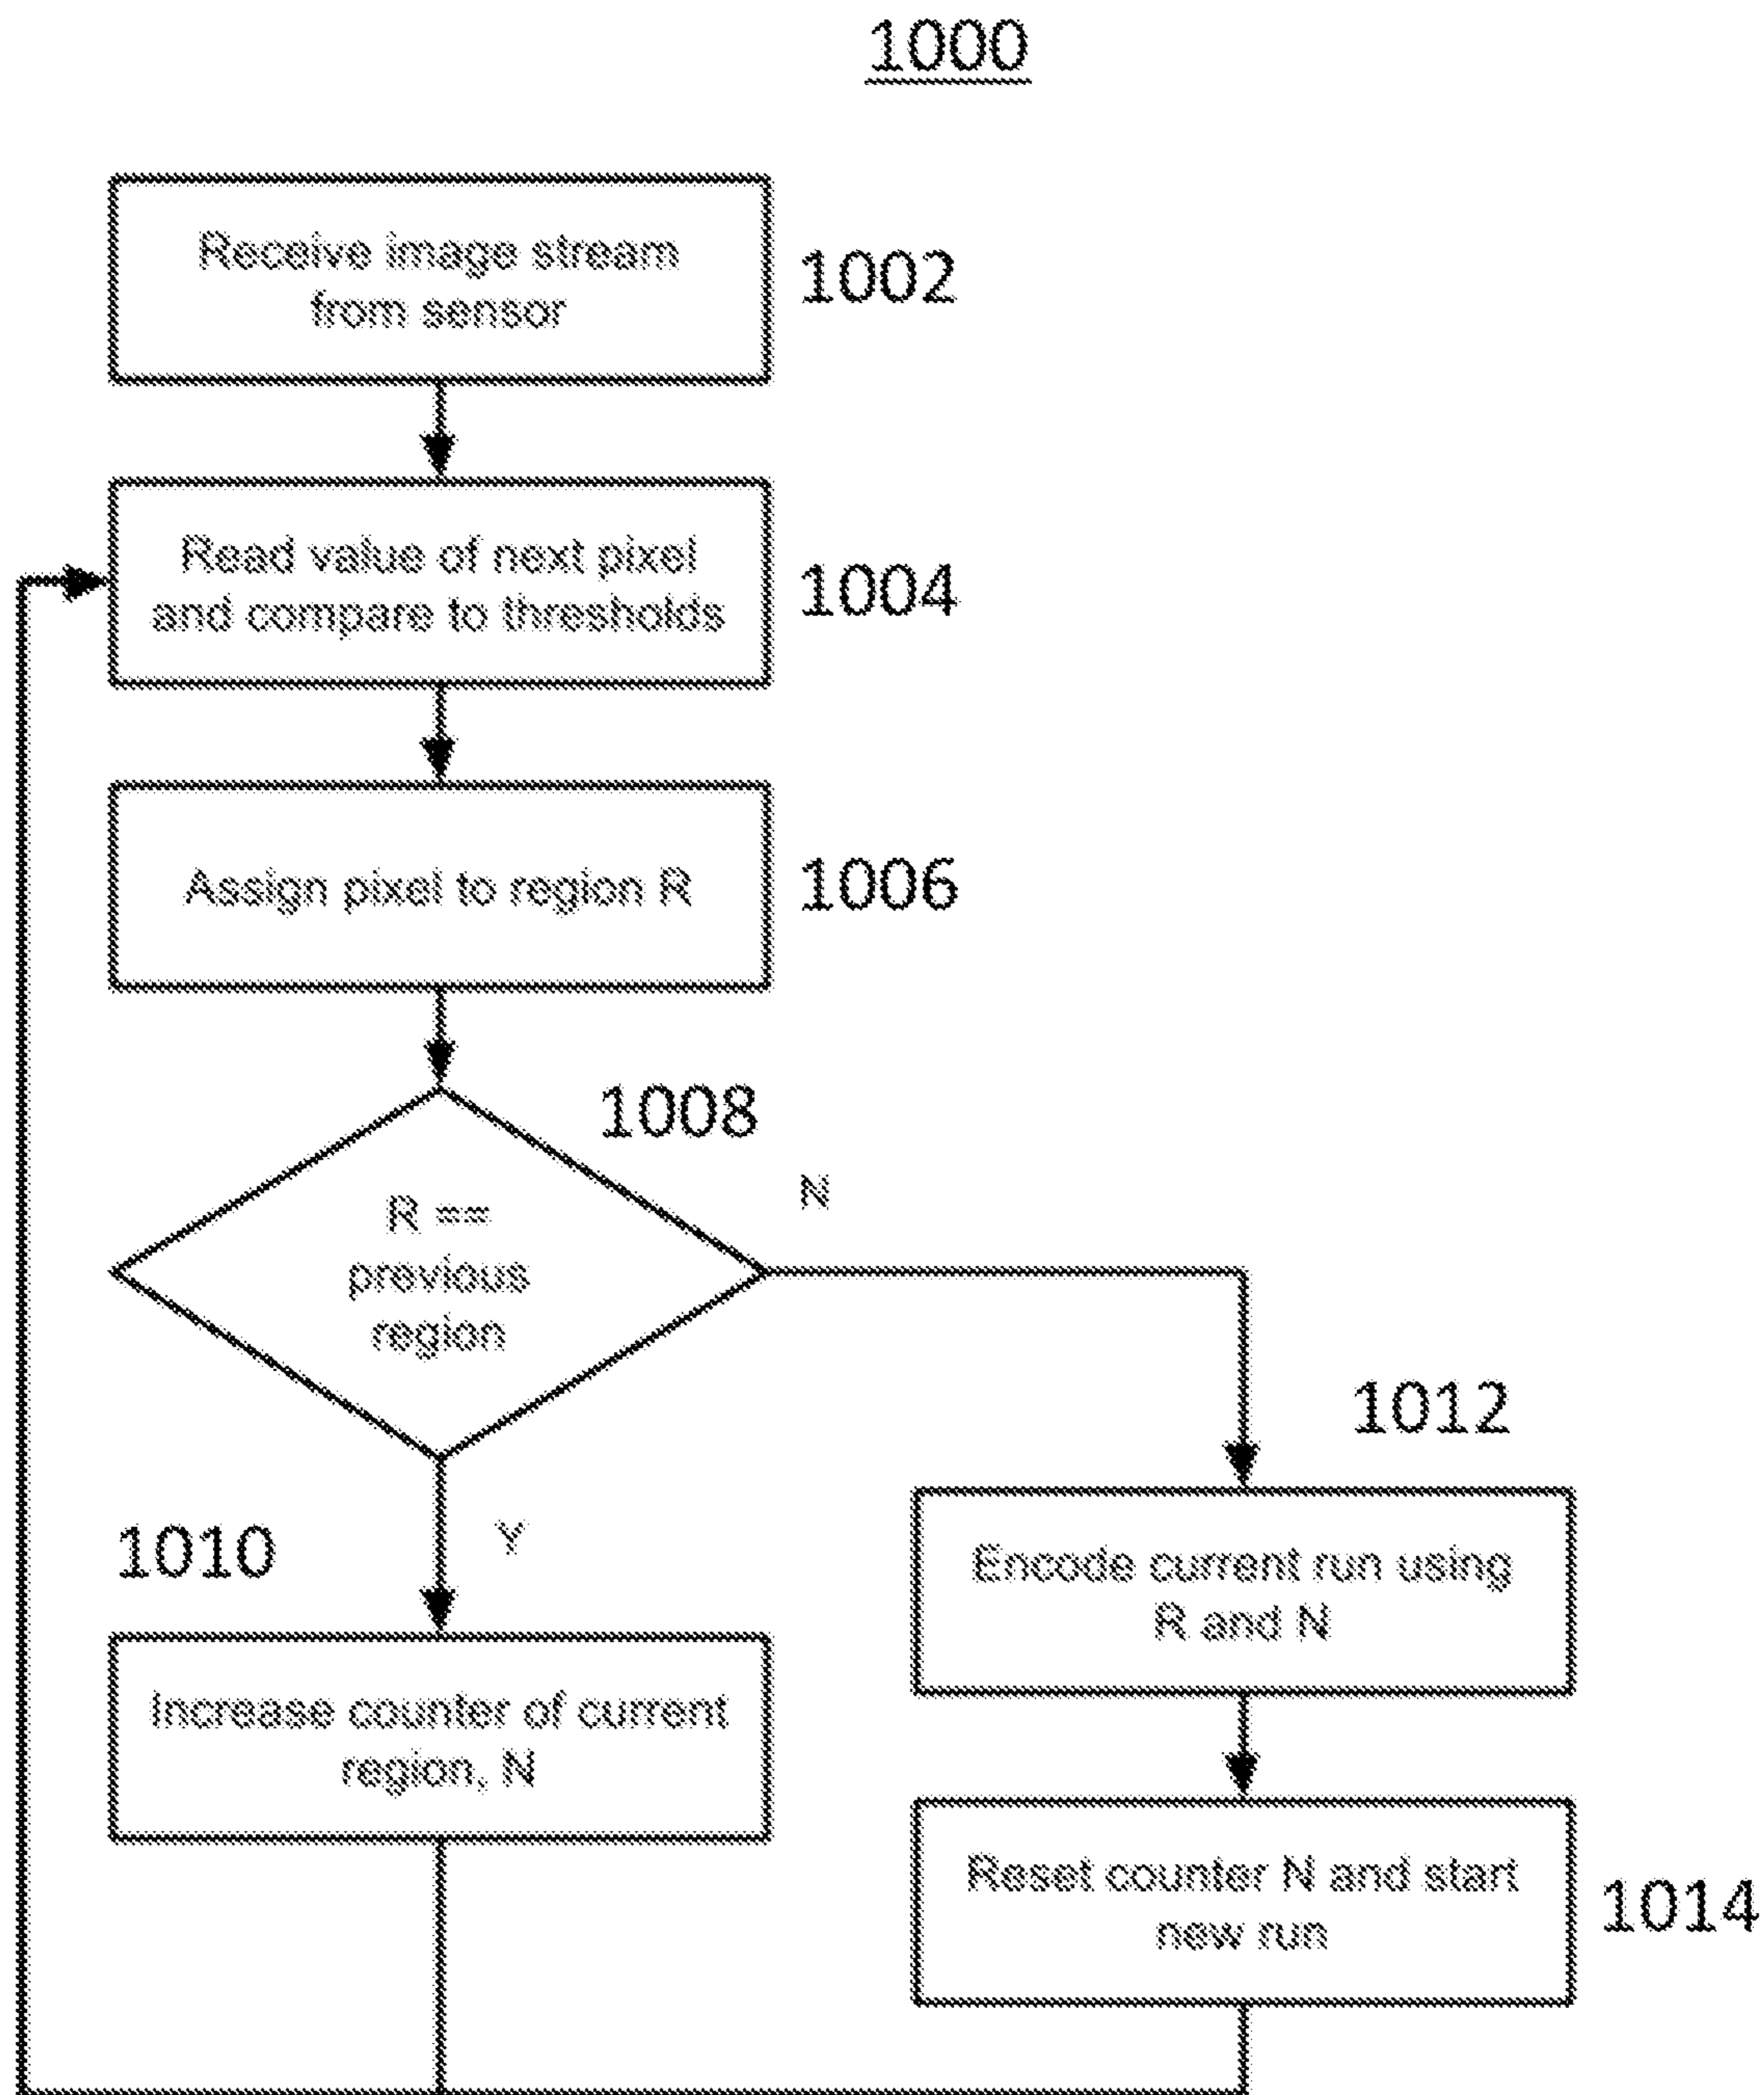 1000
Receive image stream
from sensor
1002
Read value of next pixel
and compare to thresholds
1004
Assign pixel to region R
1006
1008
R ==
previous
region
N
1012
1010
Y
Encode current run using
R and N
Increase counter of current
region, N
Reset counter N and start
new run
1014